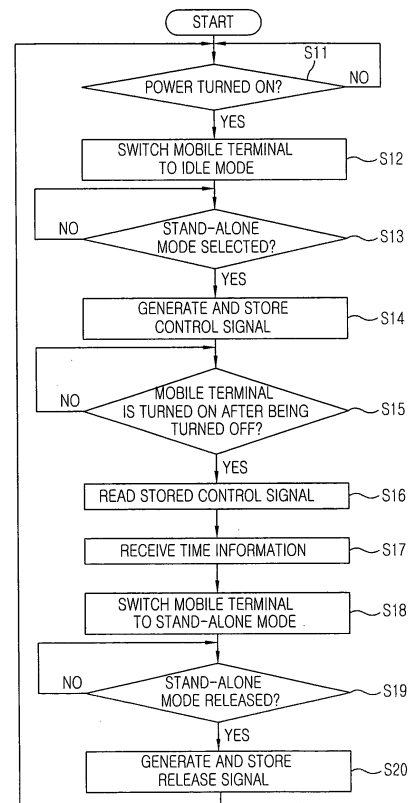 START
S11
POWER TURNED ON?
NO
YES
SWITCH MOBILE TERMINAL
TO IDLE MODE
S12
NO
STAND-ALONE
MODE SELECTED?
S13
YES
GENERATE AND STORE
CONTROL SIGNAL
S14
NO
MOBILE TERMINAL
IS TURNED ON AFTER BEING
TURNED OFF?
S15
YES
READ STORED CONTROL SIGNAL
S16
RECEIVE TIME INFORMATION
S17
SWITCH MOBILE TERMINAL
TO STAND-ALONE MODE
S18
NO
STAND-ALONE
MODE RELEASED?
S19
YES
GENERATE AND STORE
RELEASE SIGNAL
S20